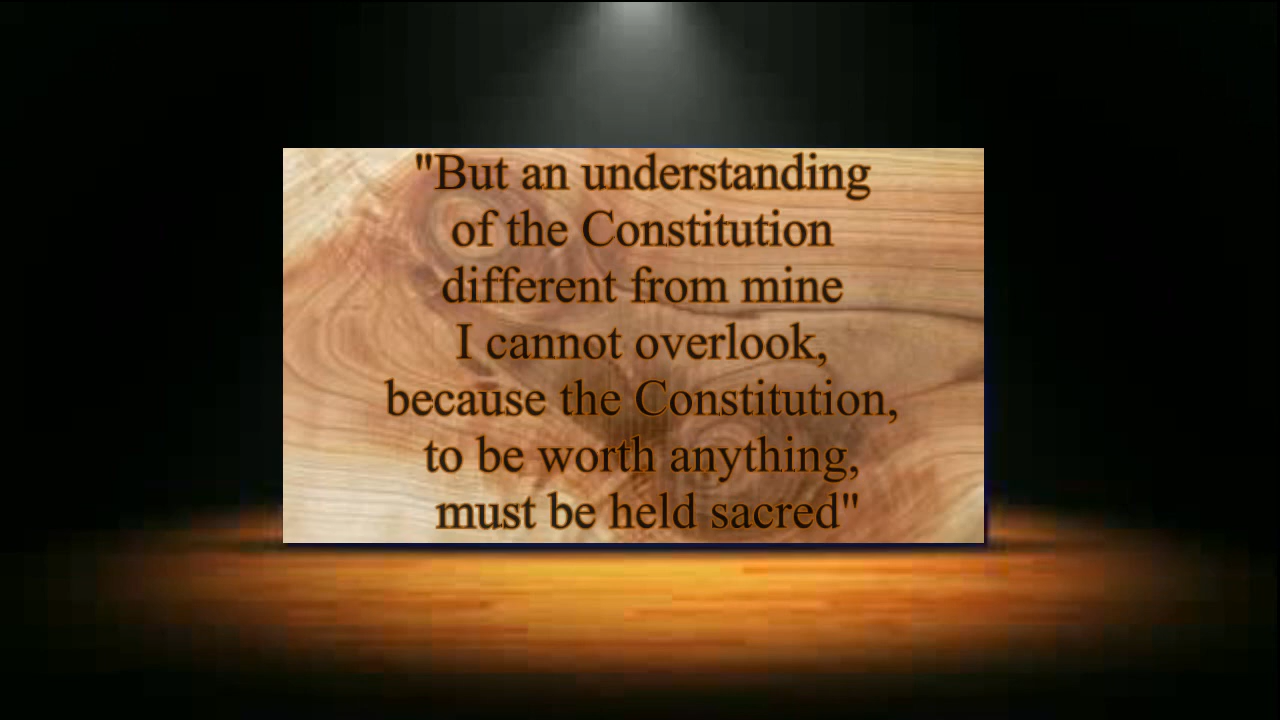 "But an understanding
of the Constitution
different from mine
I cannot overlook,
because the Constitution,
to be worth anything,
must be held sacred"